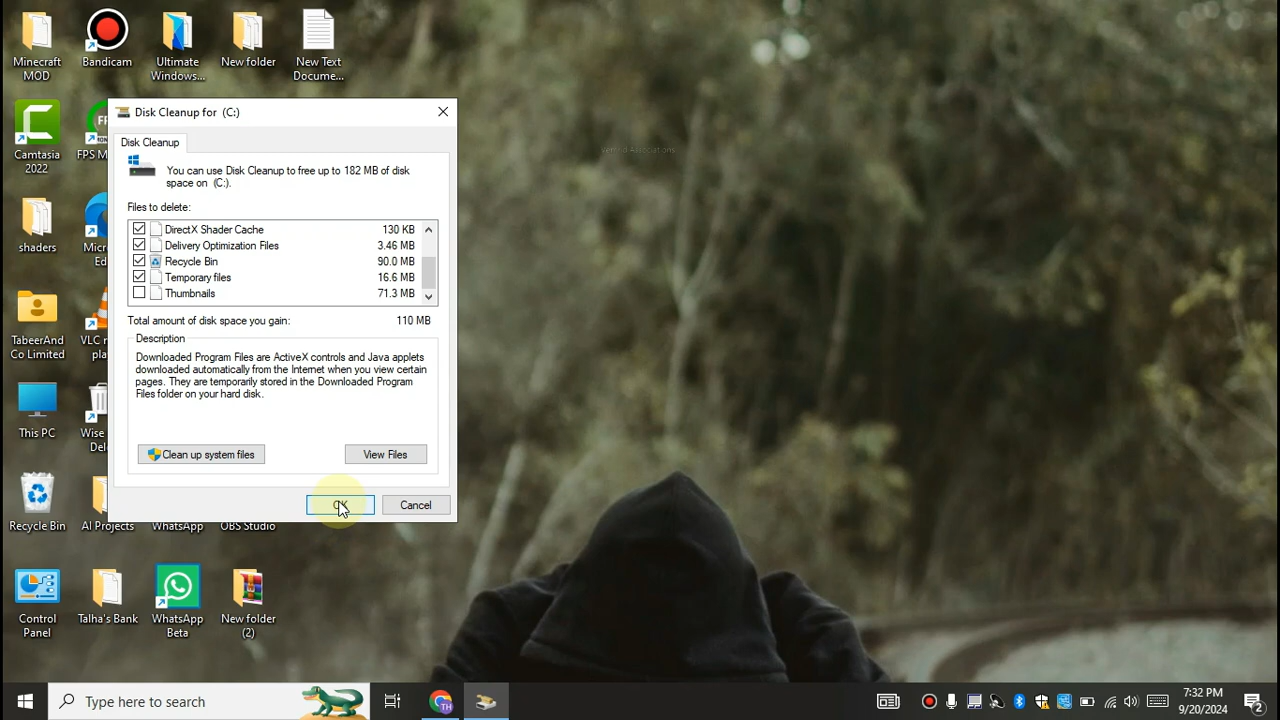 Minecraft
MOD
Bandicam
Ultimate
Windows...
New folder
New Text
Docume...
Disk Cleanup for (C:)
Disk Cleanup
You can use Disk Cleanup to free up to 182 MB of disk
space on (C:).
Files to delete:
DirectX Shader Cache 130 KB
Delivery Optimization Files 3.46 MB
Recycle Bin 90.0 MB
Temporary files 16.6 MB
Thumbnails 71.3 MB
Total amount of disk space you gain: 110 MB
Description
Downloaded Program Files are ActiveX controls and Java applets
downloaded automatically from the Internet when you view certain
pages. They are temporarily stored in the Downloaded Program
Files folder on your hard disk.
Clean up system files View Files
OK Cancel
Camtasia
2022
FPS M
shaders
Micro
Ed
TabeerAnd
Co Limited
VLC
pla
This PC
Wise
Del
Recycle Bin
AI Projects
WhatsApp
OBS Studio
Control
Panel
Talha's Bank
WhatsApp
Beta
New folder
(2)
Type here to search
TH
7:32 PM
9/20/2024
2